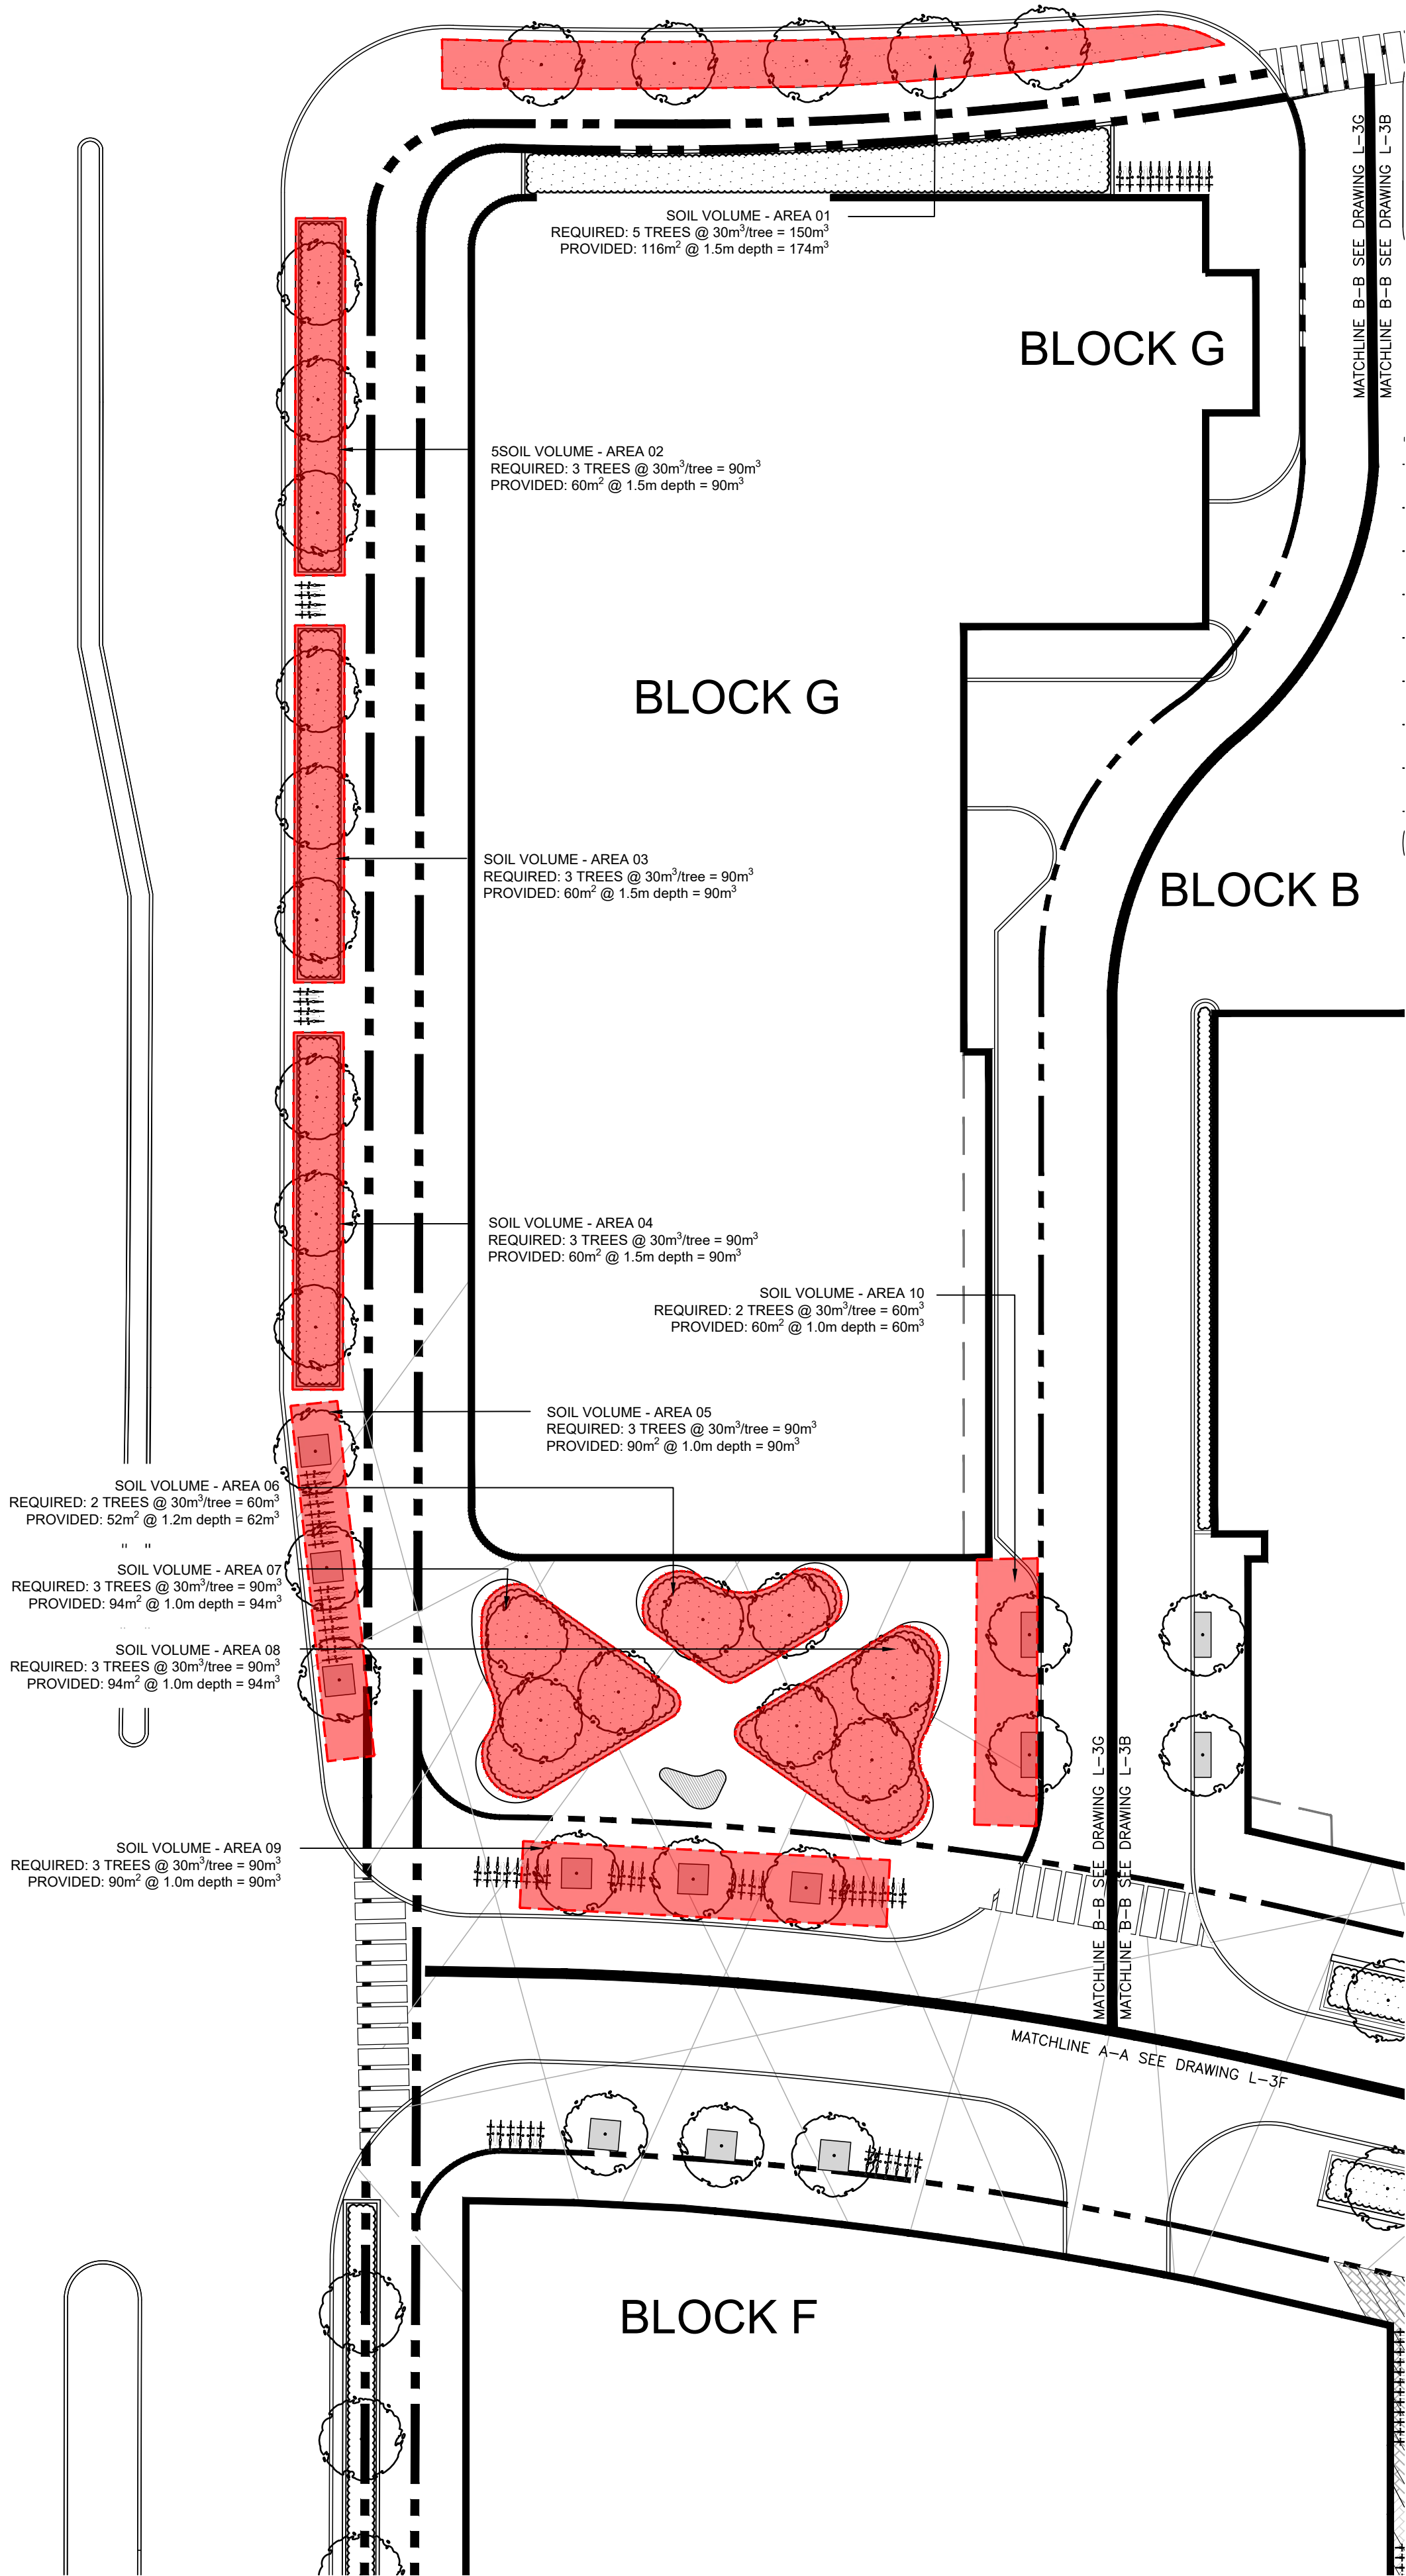 MATCHLINE B-B SEE DRAWING L-3G
MATCHLINE B-B SEE DRAWING L-3B
SOIL VOLUME - AREA 01
REQUIRED: 5 TREES @ 30m³/tree = 150m³
PROVIDED: 116m² @ 1.5m depth = 174m³
BLOCK G
5SOIL VOLUME - AREA 02
REQUIRED: 3 TREES @ 30m³/tree = 90m³
PROVIDED: 60m² @ 1.5m depth = 90m³
BLOCK G
SOIL VOLUME - AREA 03
REQUIRED: 3 TREES @ 30m³/tree = 90m³
PROVIDED: 60m² @ 1.5m depth = 90m³
BLOCK B
SOIL VOLUME - AREA 04
REQUIRED: 3 TREES @ 30m³/tree = 90m³
PROVIDED: 60m² @ 1.5m depth = 90m³
SOIL VOLUME - AREA 10
REQUIRED: 2 TREES @ 30m³/tree = 60m³
PROVIDED: 60m² @ 1.0m depth = 60m³
SOIL VOLUME - AREA 05
REQUIRED: 3 TREES @ 30m³/tree = 90m³
PROVIDED: 90m² @ 1.0m depth = 90m³
SOIL VOLUME - AREA 06
REQUIRED: 2 TREES @ 30m³/tree = 60m³
PROVIDED: 52m² @ 1.2m depth = 62m³
SOIL VOLUME - AREA 07
REQUIRED: 3 TREES @ 30m³/tree = 90m³
PROVIDED: 94m² @ 1.0m depth = 94m³
SOIL VOLUME - AREA 08
REQUIRED: 3 TREES @ 30m³/tree = 90m³
PROVIDED: 94m² @ 1.0m depth = 94m³
SOIL VOLUME - AREA 09
REQUIRED: 3 TREES @ 30m³/tree = 90m³
PROVIDED: 90m² @ 1.0m depth = 90m³
MATCHLINE B-B SEE DRAWING L-3G
MATCHLINE B-B SEE DRAWING L-3B
MATCHLINE A-A SEE DRAWING L-3F
BLOCK F